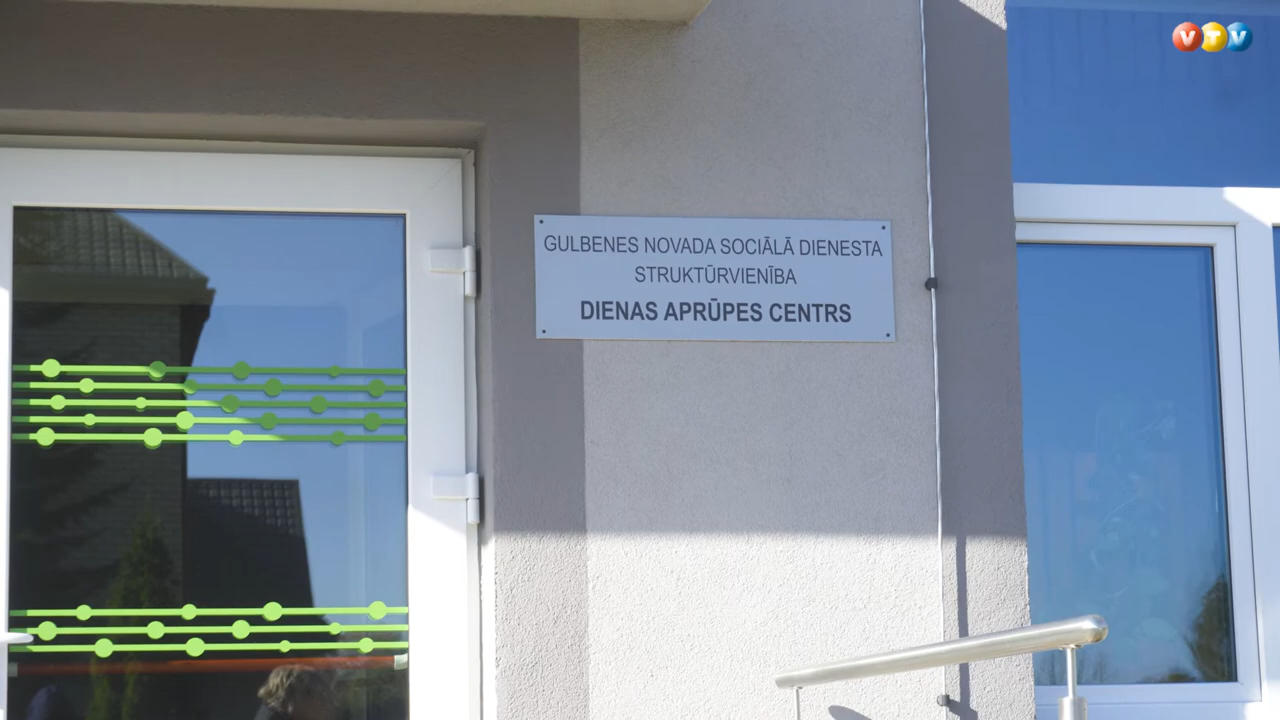 VTV
GULBENES NOVADA SOCIĀLĀ DIENESTA
STRUKTŪRVIENĪBA
DIENAS APRŪPES CENTRS